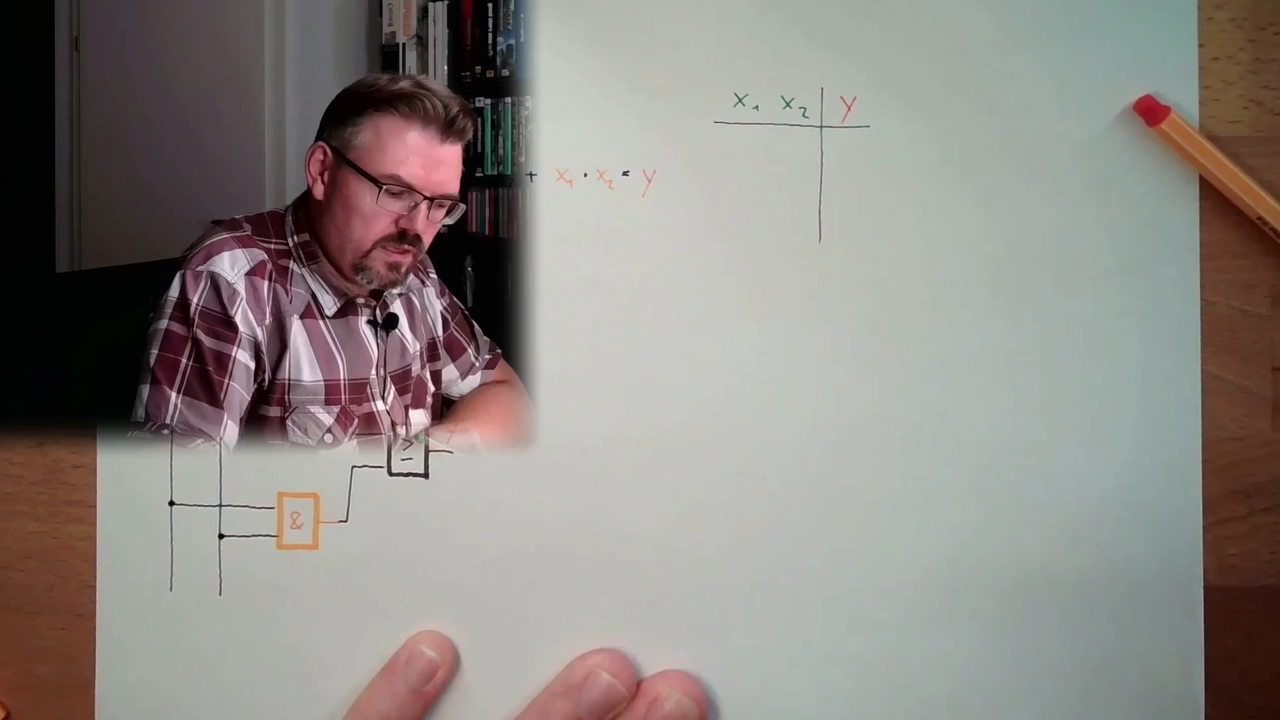 x₁ x₂ y
+ x₁ · x₂ = y
≥
&